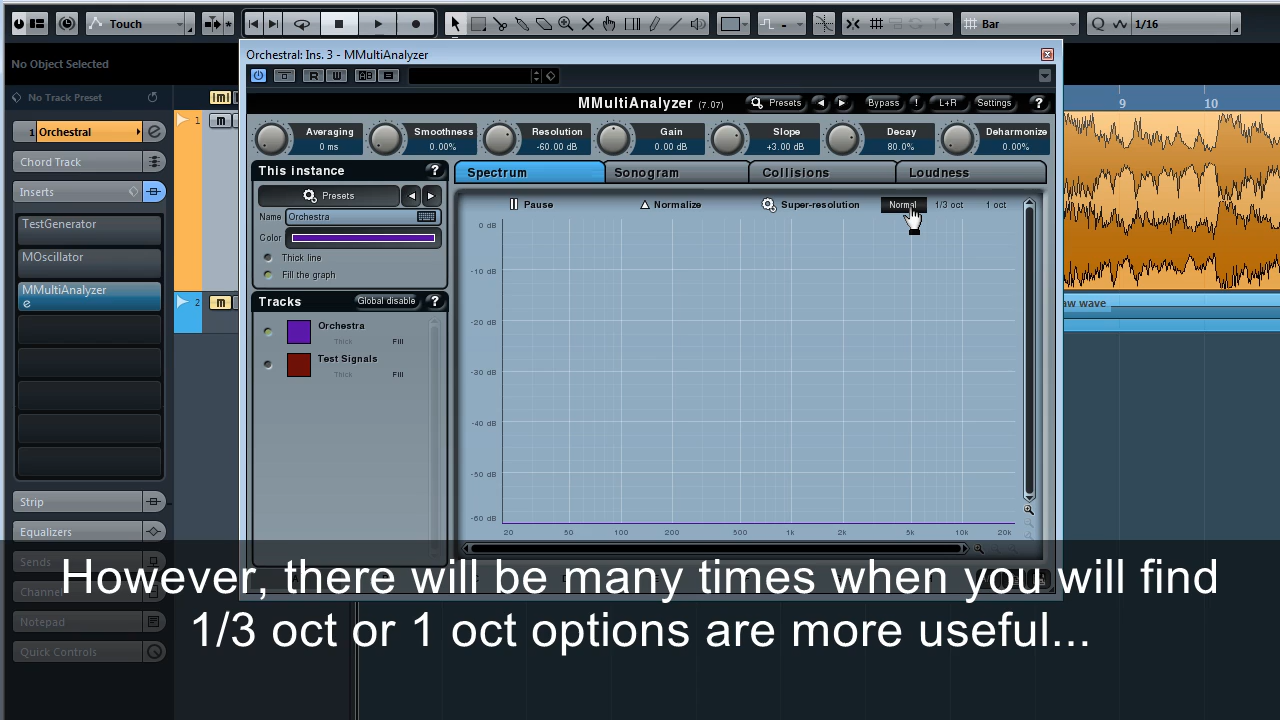 Touch
Bar
1/16
No Object Selected
Orchestral: Ins. 3 - MMultiAnalyzer
R W AB
No Track Preset
MMultiAnalyzer (7.07)
Presets
Bypass ! L+R Settings ?
9 10
1 Orchestral
Averaging
0 ms
Smoothness
0.00%
Resolution
-60.00 dB
Gain
0.00 dB
Slope
+3.00 dB
Decay
80.0%
Deharmonize
0.00%
1 m
Chord Track
This instance ?
Spectrum Sonogram Collisions Loudness
Inserts
Presets
Pause Normalize Super-resolution Normal 1/3 oct 1 oct
Name Orchestra
Color
Thick line
Fill the graph
TestGenerator
MOscillator
MMultiAnalyzer
e
2 m
Tracks Global disable ?
Orchestra
Thick Fill
Test Signals
Thick Fill
0 dB
-10 dB
-20 dB
-30 dB
-40 dB
-50 dB
-60 dB
20 50 100 200 500 1k 2k 5k 10k 20k
aw wave
Strip
Equalizers
Sends
Notepad
Quick Controls
However, there will be many times when you will find
1/3 oct or 1 oct options are more useful...